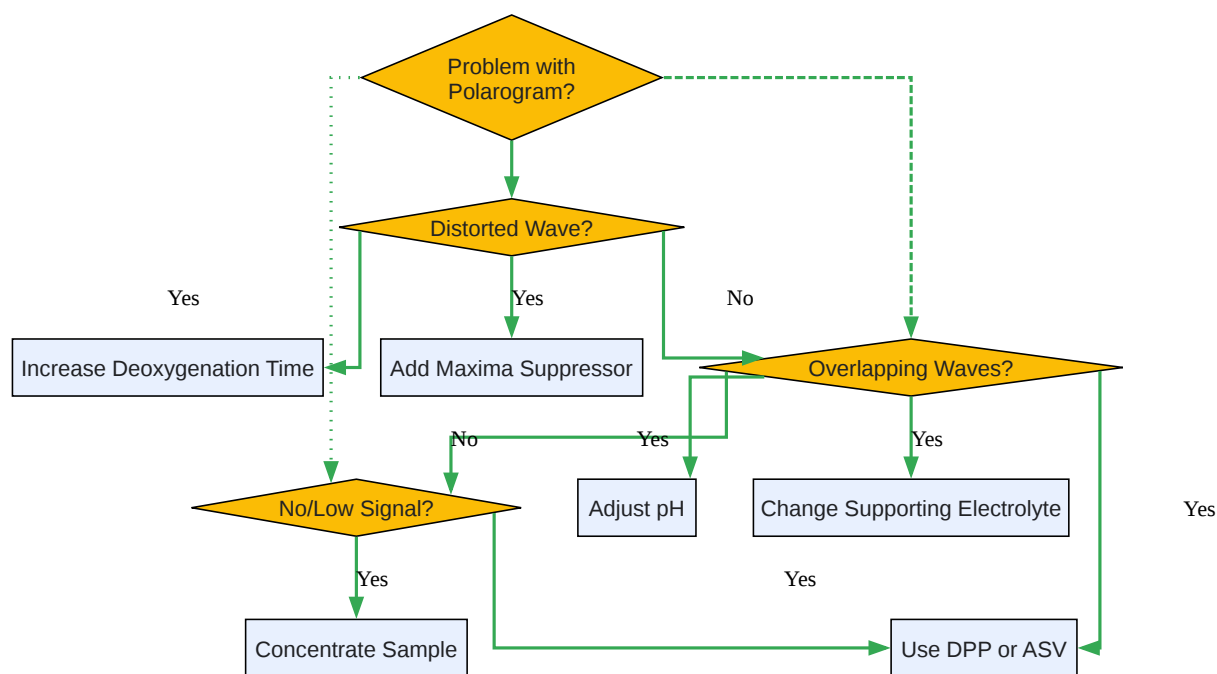 Problem with
Polarogram?
Distorted Wave?
Yes
Yes
No
Increase Deoxygenation Time
Add Maxima Suppressor
Overlapping Waves?
No
Yes
Yes
No/Low Signal?
Adjust pH
Change Supporting Electrolyte
Yes
Yes
Yes
Concentrate Sample
Use DPP or ASV